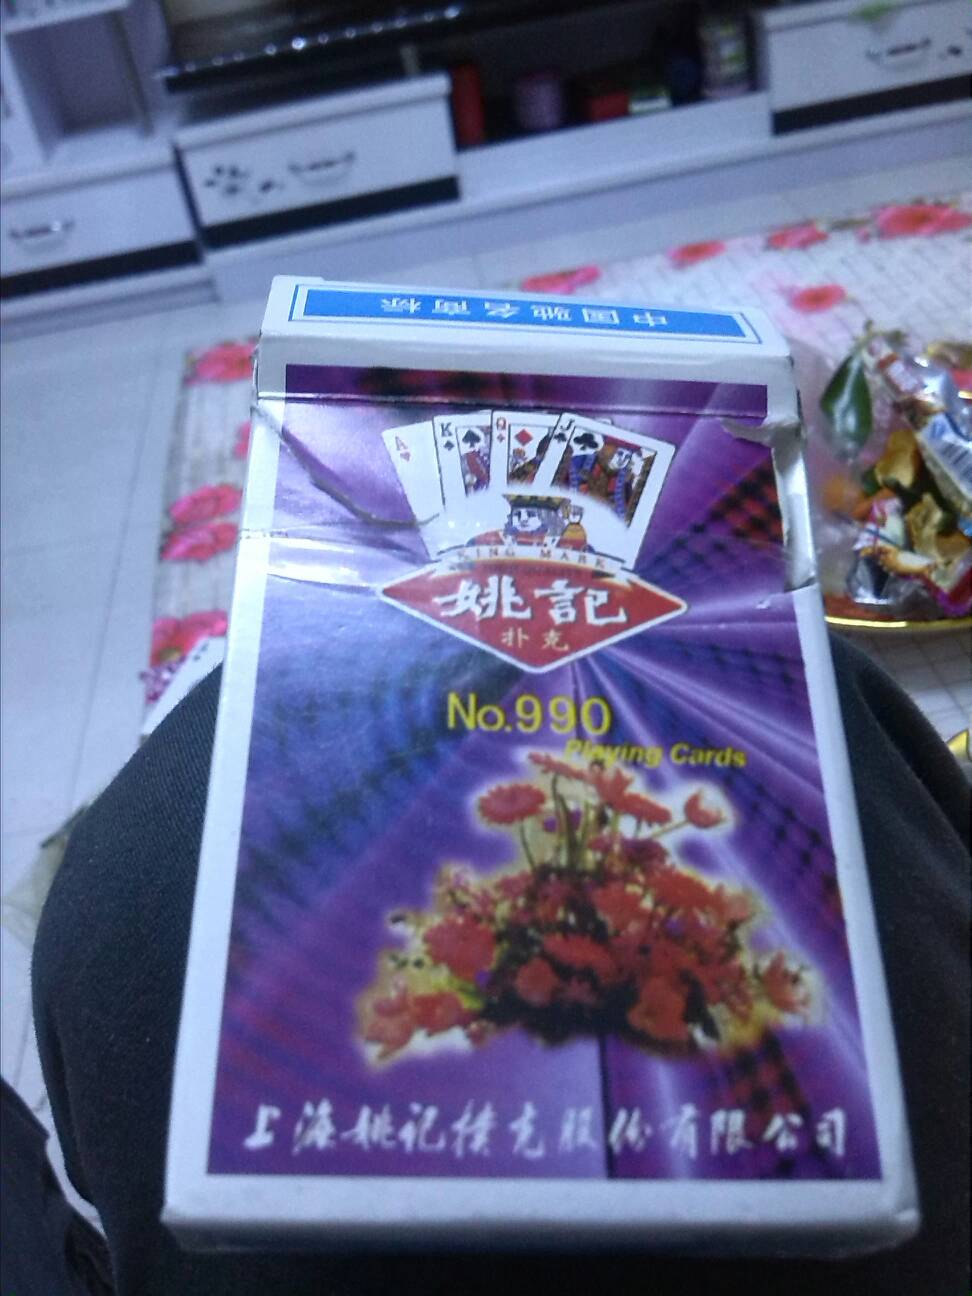 中国驰名商标
A
K
Q
J
KING MARK
姚記
扑克
No.990
Playing Cards
上海姚记撲克股份有限公司